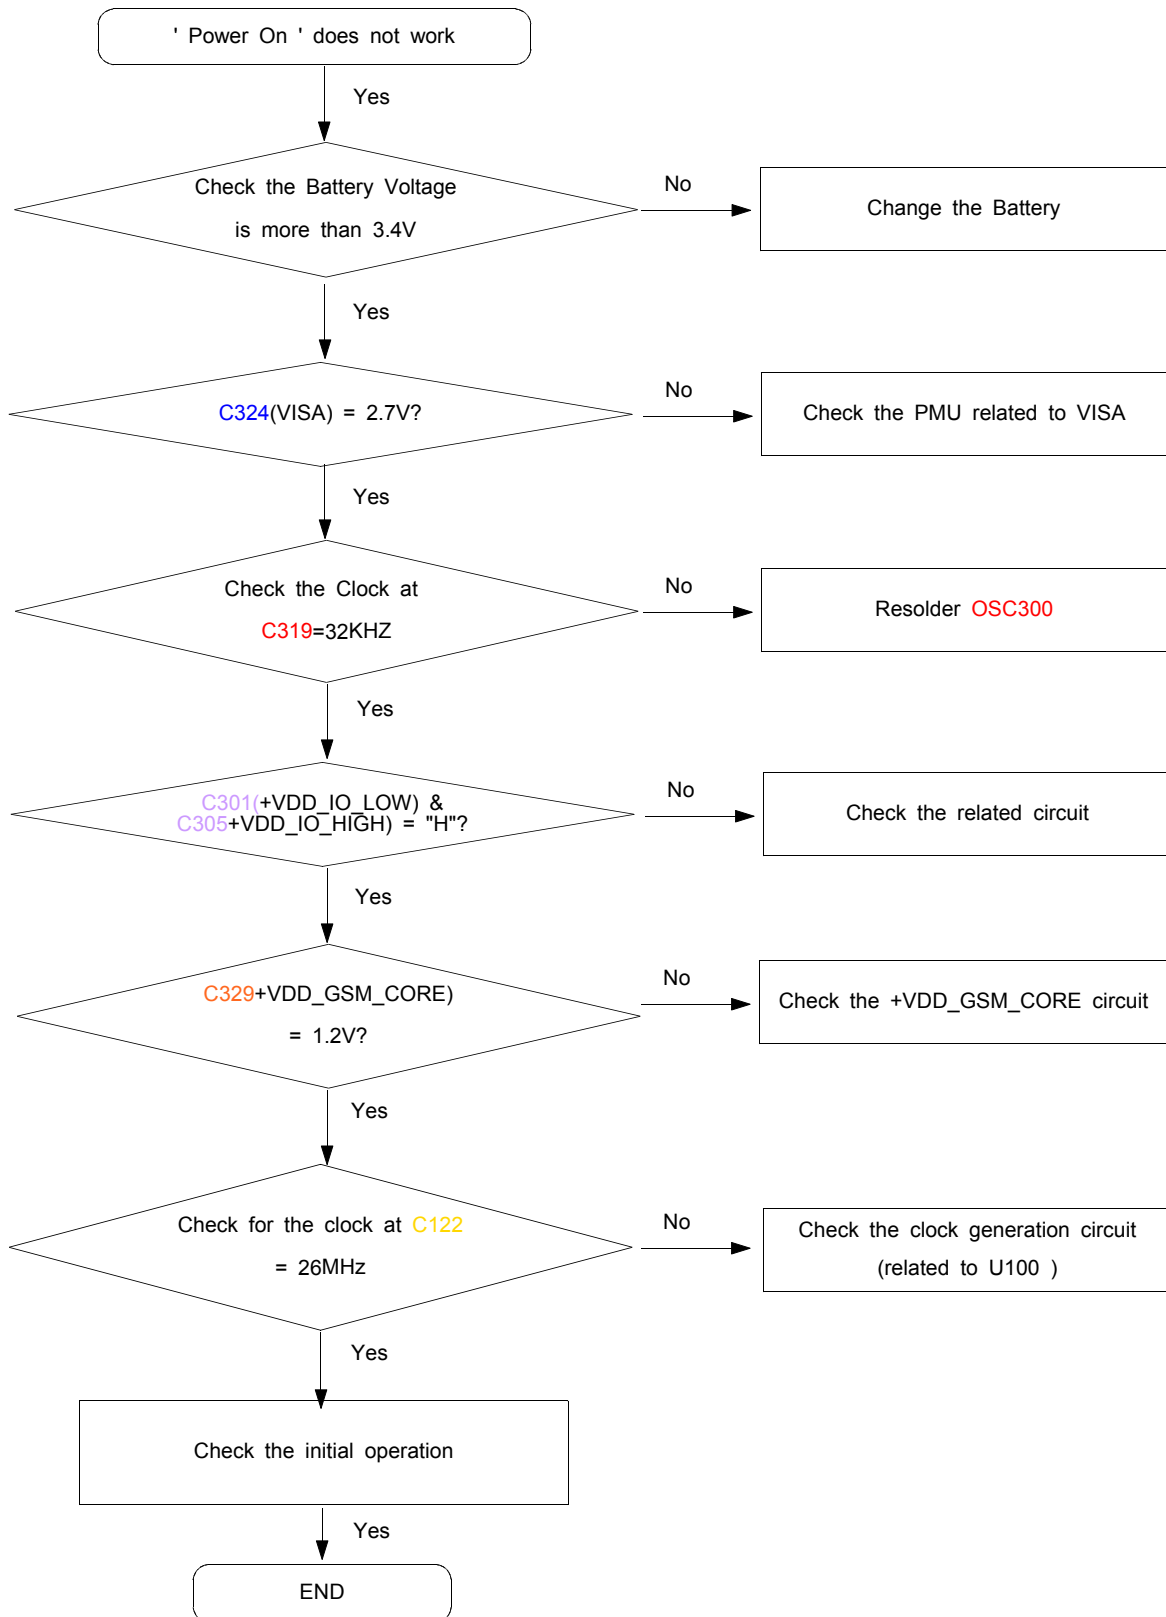 ' Power On ' does not work
Yes
Check the Battery Voltage
is more than 3.4V
No
Change the Battery
Yes
C324(VISA) = 2.7V?
No
Check the PMU related to VISA
Yes
Check the Clock at
C319=32KHZ
No
Resolder OSC300
Yes
C301(+VDD_IO_LOW) &
C305+VDD_IO_HIGH) = "H"?
No
Check the related circuit
Yes
C329+VDD_GSM_CORE)
= 1.2V?
No
Check the +VDD_GSM_CORE circuit
Yes
Check for the clock at C122
= 26MHz
No
Check the clock generation circuit
(related to U100 )
Yes
Check the initial operation
Yes
END